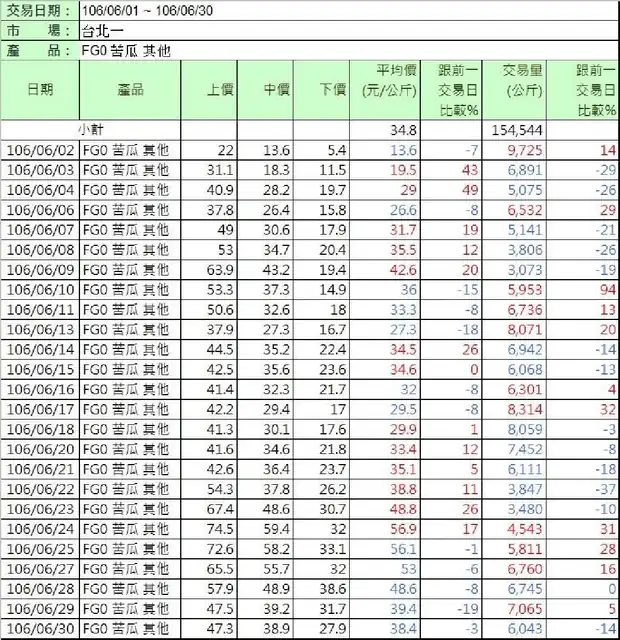 交易日期： 106/06/01 ~ 106/06/30
市　　場： 台北一
產　　品： FG0 苦瓜 其他
日期 產品 上價 中價 下價 平均價(元/公斤) 跟前一交易日比較% 交易量(公斤) 跟前一交易日比較%
小計 34.8 154,544
106/06/02 FG0 苦瓜 其他 22 13.6 5.4 13.6 -7 9,725 14
106/06/03 FG0 苦瓜 其他 31.1 18.3 11.5 19.5 43 6,891 -29
106/06/04 FG0 苦瓜 其他 40.9 28.2 19.7 29 49 5,075 -26
106/06/06 FG0 苦瓜 其他 37.8 26.4 15.8 26.6 -8 6,532 29
106/06/07 FG0 苦瓜 其他 49 30.6 17.9 31.7 19 5,141 -21
106/06/08 FG0 苦瓜 其他 53 34.7 20.4 35.5 12 3,806 -26
106/06/09 FG0 苦瓜 其他 63.9 43.2 19.4 42.6 20 3,073 -19
106/06/10 FG0 苦瓜 其他 53.3 37.3 14.9 36 -15 5,953 94
106/06/11 FG0 苦瓜 其他 50.6 32.6 18 33.3 -8 6,736 13
106/06/13 FG0 苦瓜 其他 37.9 27.3 16.7 27.3 -18 8,071 20
106/06/14 FG0 苦瓜 其他 44.5 35.2 22.4 34.5 26 6,942 -14
106/06/15 FG0 苦瓜 其他 42.5 35.6 23.6 34.6 0 6,068 -13
106/06/16 FG0 苦瓜 其他 41.4 32.3 21.7 32 -8 6,301 4
106/06/17 FG0 苦瓜 其他 42.2 29.4 17 29.5 -8 8,314 32
106/06/18 FG0 苦瓜 其他 41.3 30.1 17.6 29.9 1 8,059 -3
106/06/20 FG0 苦瓜 其他 41.6 34.6 21.8 33.4 12 7,452 -8
106/06/21 FG0 苦瓜 其他 42.6 36.4 23.7 35.1 5 6,111 -18
106/06/22 FG0 苦瓜 其他 54.3 37.8 26.2 38.8 11 3,847 -37
106/06/23 FG0 苦瓜 其他 67.4 48.6 30.7 48.8 26 3,480 -10
106/06/24 FG0 苦瓜 其他 74.5 59.4 32 56.9 17 4,543 31
106/06/25 FG0 苦瓜 其他 72.6 58.2 33.1 56.1 -1 5,811 28
106/06/27 FG0 苦瓜 其他 65.5 55.7 32 53 -6 6,760 16
106/06/28 FG0 苦瓜 其他 57.9 48.9 38.6 48.6 -8 6,745 0
106/06/29 FG0 苦瓜 其他 47.5 39.2 31.7 39.4 -19 7,065 5
106/06/30 FG0 苦瓜 其他 47.3 38.9 27.9 38.4 -3 6,043 -14